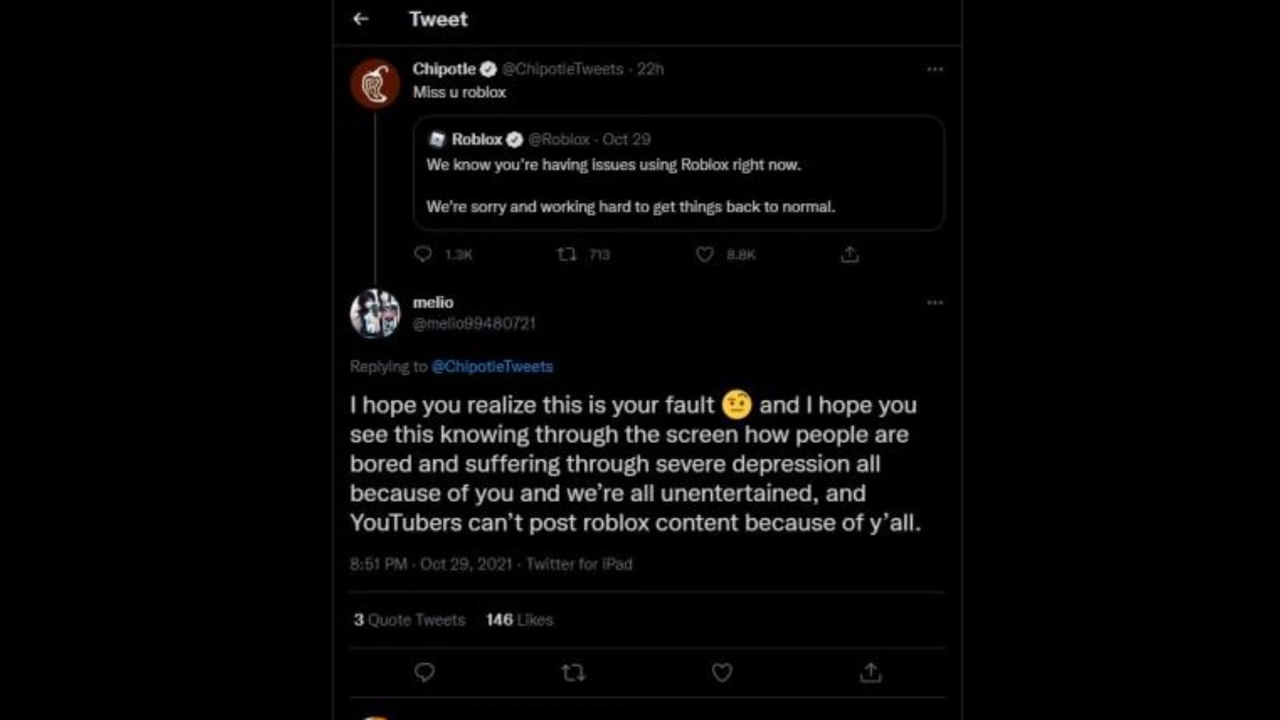 Tweet
Chipotle @ChipotleTweets · 22h
Miss u roblox
Roblox @Roblox · Oct 29
We know you're having issues using Roblox right now.
We're sorry and working hard to get things back to normal.
1.3K 713 8.8K
melio
@melio99480721
Replying to @ChipotleTweets
I hope you realize this is your fault 🤨 and I hope you
see this knowing through the screen how people are
bored and suffering through severe depression all
because of you and we're all unentertained, and
YouTubers can't post roblox content because of y'all.
8:51 PM · Oct 29, 2021 · Twitter for iPad
3 Quote Tweets 146 Likes